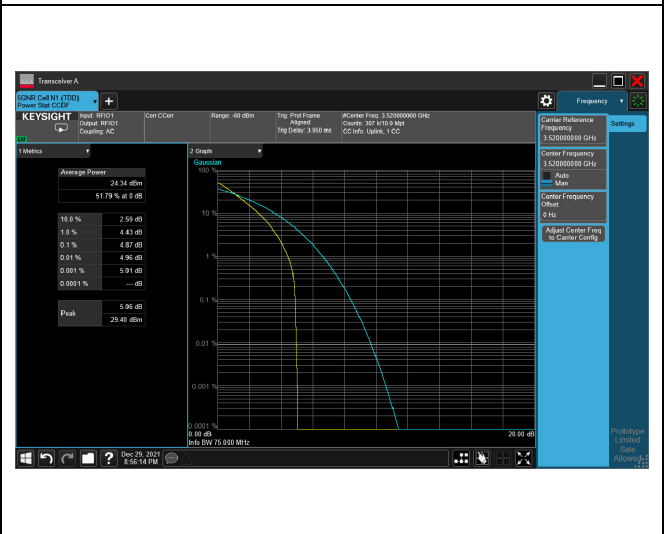 Transceiver A
5GNR Cell N1 (TDD)
Power Stat CCDF
Frequency
KEYSIGHT
Input: RFIO1
Output: RFIO1
Coupling: AC
Corr CCorr
Range: -60 dBm
Trig: Prist Frame
Aligned
Trig Delay: 3.950 ms
#Center Freq: 3.520000000 GHz
Counts: 307 k/10.0 Mpt
CC Info: Uplink, 1 CC
1 Metrics
Average Power
24.34 dBm
51.79 % at 0 dB
10.0 % 2.59 dB
1.0 % 4.43 dB
0.1 % 4.87 dB
0.01 % 4.96 dB
0.001 % 5.01 dB
0.0001 % --- dB
Peak
5.06 dB
29.40 dBm
2 Graph
Gaussian
100 %
10 %
1 %
0.1 %
0.01 %
0.001 %
0.0001 %
0.00 dB
20.00 dB
Info BW 75.000 MHz
Carrier Reference
Frequency
3.520000000 GHz
Center Frequency
3.520000000 GHz
Auto
Man
Center Frequency
Offset
0 Hz
Adjust Center Freq
to Carrier Config
Settings
Prototype
Limited
Sale
Allowed
?
Dec 29, 2021
8:56:14 PM